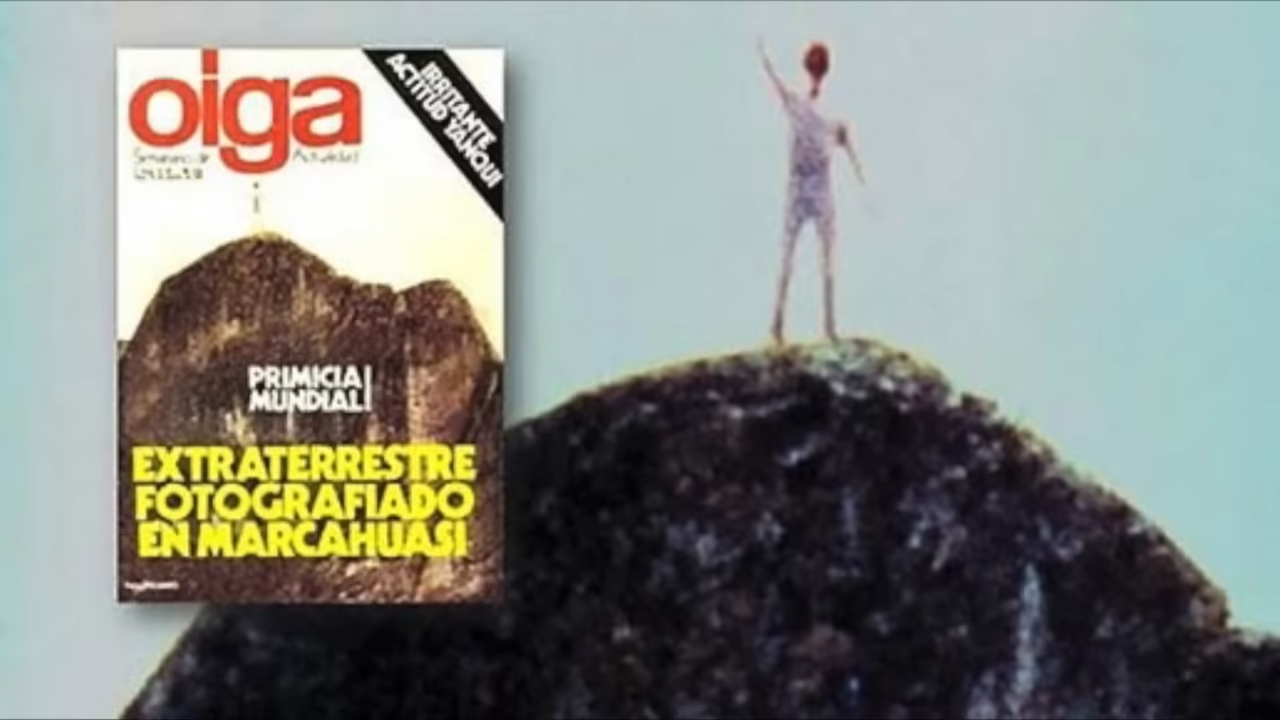 oiga
Semanario de Actualidad
IRRITANTE
ACTITUD YANQUI
PRIMICIA
MUNDIAL!
EXTRATERRESTRE
FOTOGRAFIADO
EN MARCAHUASI